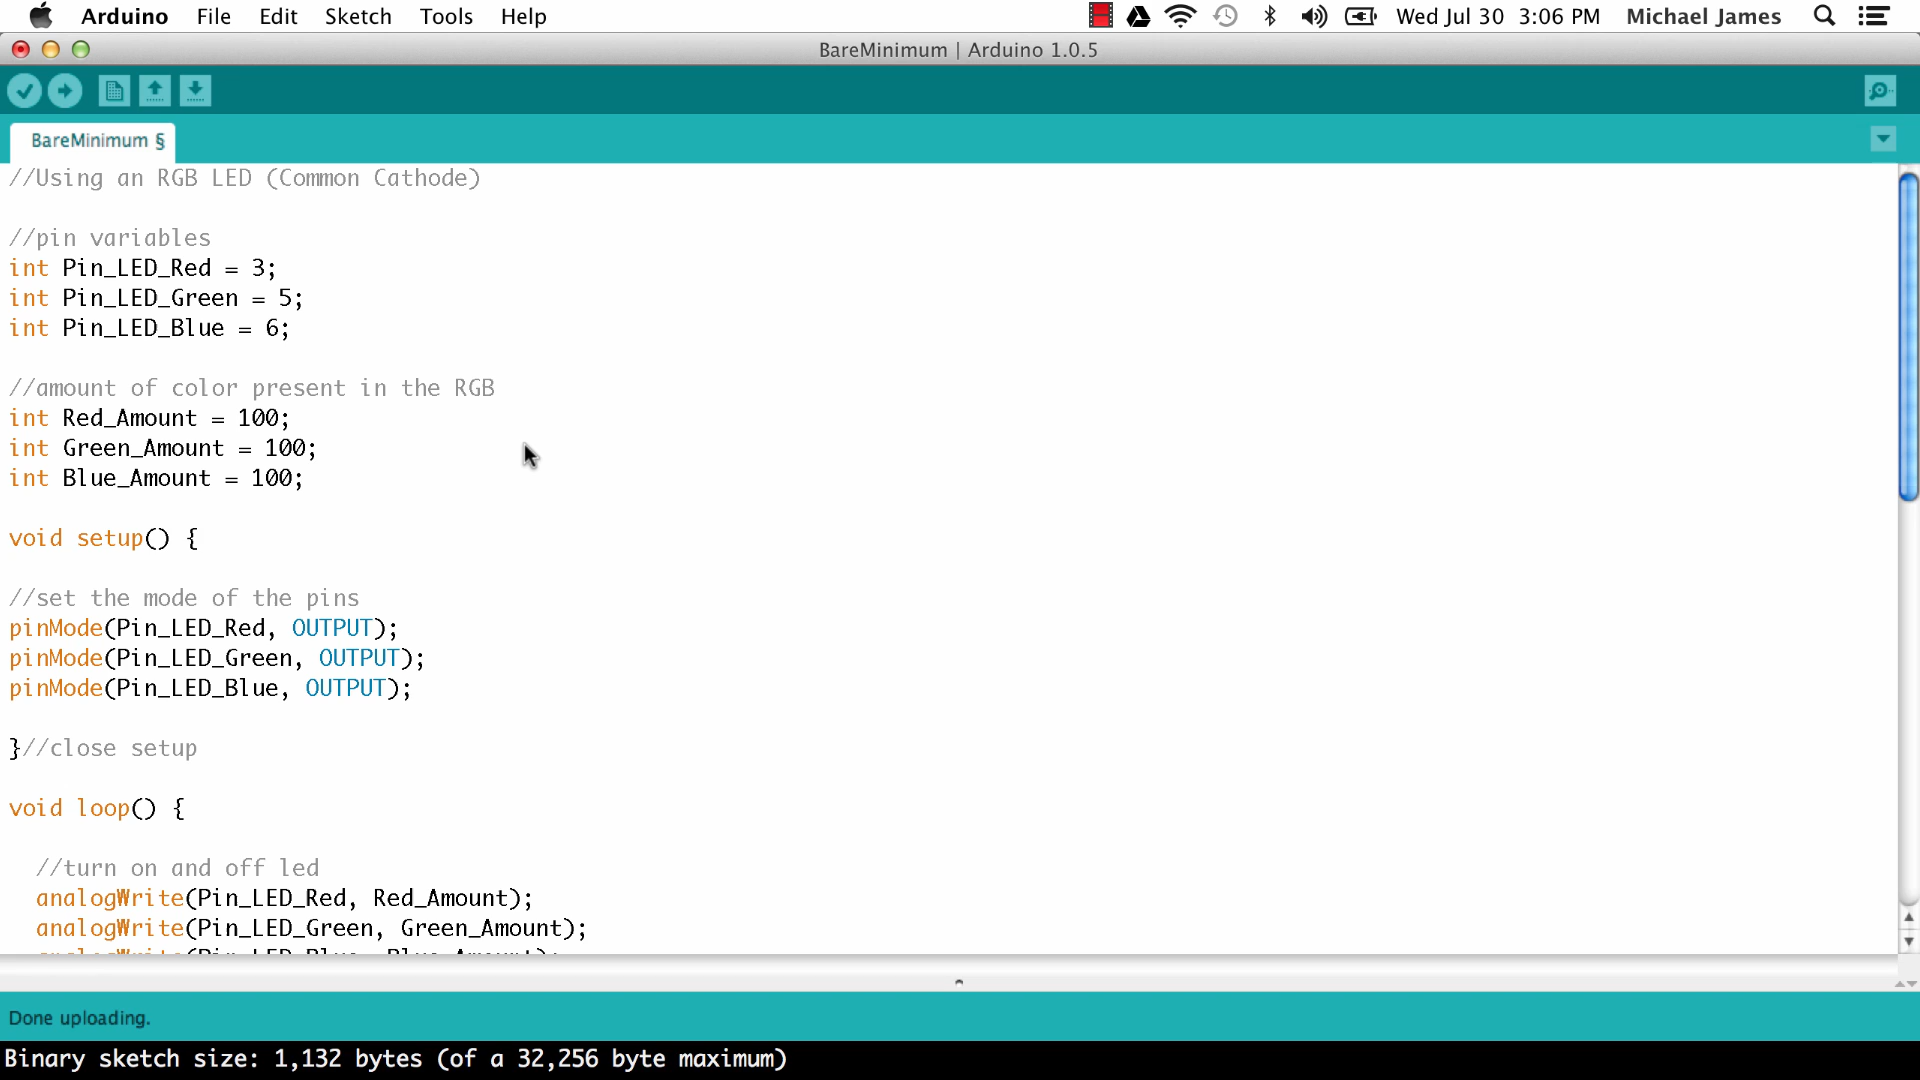 Arduino File Edit Sketch Tools Help Wed Jul 30 3:06 PM Michael James
BareMinimum | Arduino 1.0.5
BareMinimum §
//Using an RGB LED (Common Cathode)
//pin variables
int Pin_LED_Red = 3;
int Pin_LED_Green = 5;
int Pin_LED_Blue = 6;
//amount of color present in the RGB
int Red_Amount = 100;
int Green_Amount = 100;
int Blue_Amount = 100;
void setup() {
//set the mode of the pins
pinMode(Pin_LED_Red, OUTPUT);
pinMode(Pin_LED_Green, OUTPUT);
pinMode(Pin_LED_Blue, OUTPUT);
}//close setup
void loop() {
//turn on and off led
analogWrite(Pin_LED_Red, Red_Amount);
analogWrite(Pin_LED_Green, Green_Amount);
analogWrite(Pin_LED_Blue, Blue_Amount);
Done uploading.
Binary sketch size: 1,132 bytes (of a 32,256 byte maximum)